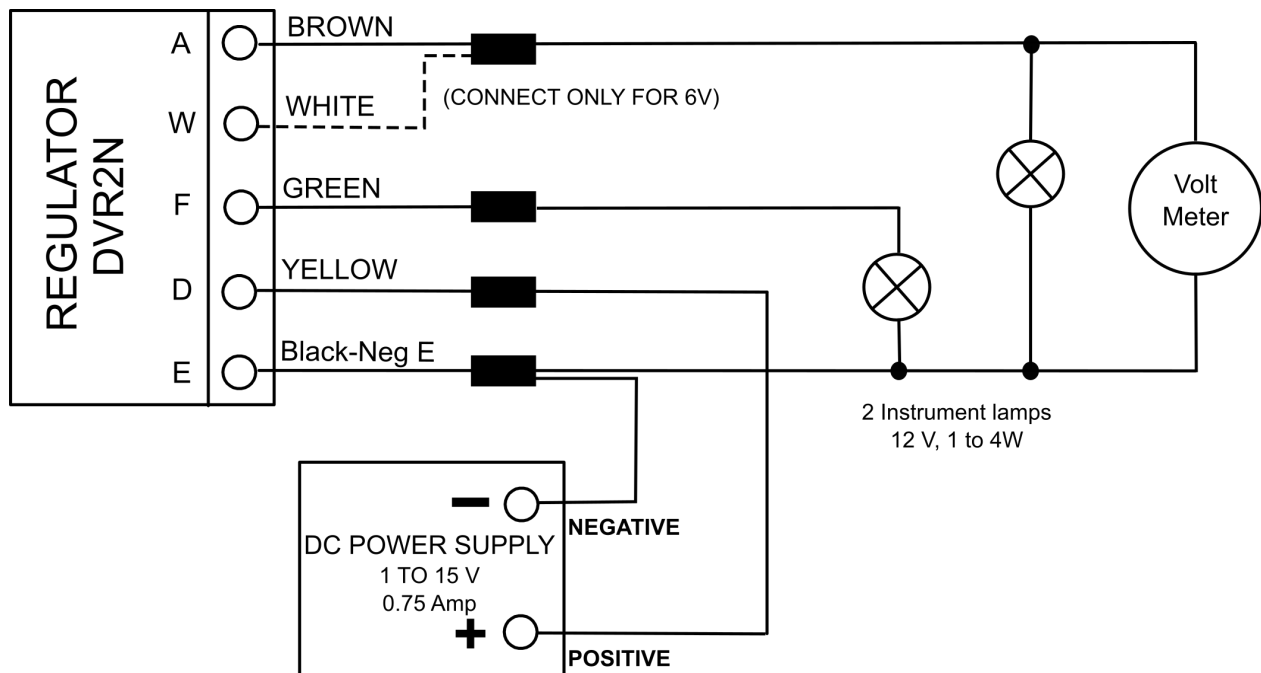 REGULATOR
DVR2N
A
BROWN
W
WHITE
(CONNECT ONLY FOR 6V)
F
GREEN
D
YELLOW
E
Black-Neg E
Volt
Meter
2 Instrument lamps
12 V, 1 to 4W
−
NEGATIVE
DC POWER SUPPLY
1 TO 15 V
0.75 Amp
+
POSITIVE